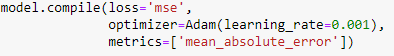 model.compile(loss='mse',
              optimizer=Adam(learning_rate=0.001),
              metrics=['mean_absolute_error'])